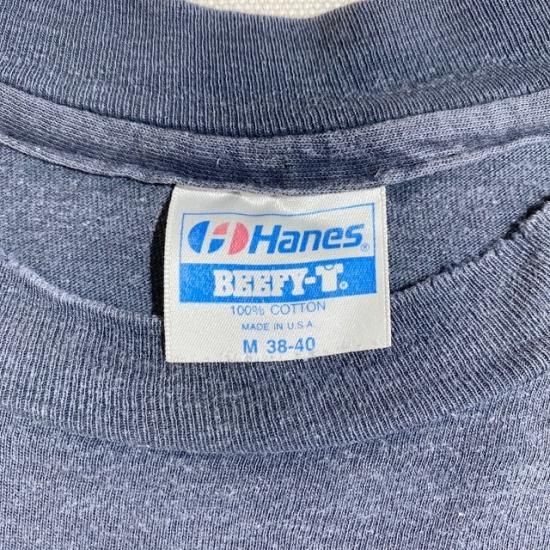 Hanes®
BEEFY-T®
100% COTTON
MADE IN U.S.A
M 38-40